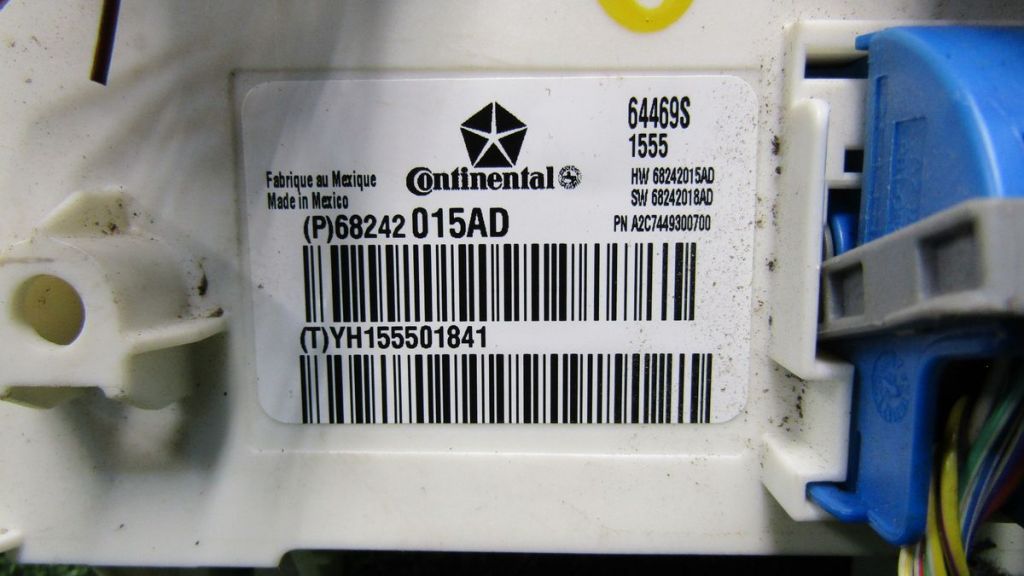 64469S
1555
Continental
Fabrique au Mexique
Made in Mexico
HW 68242015AD
SW 68242018AD
PN A2C7449300700
(P)68242 015AD
(T)YH155501841